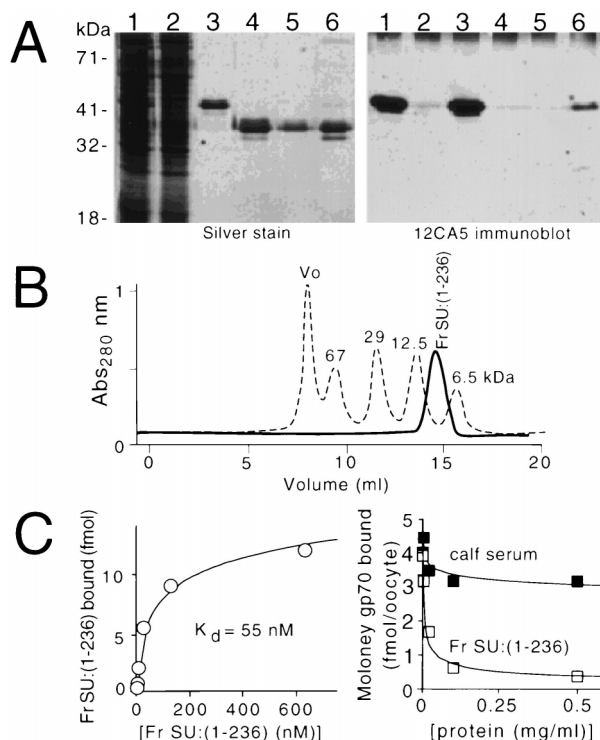 A
kDa 1 2 3 4 5 6 1 2 3 4 5 6
71-
41-
32-
18-
Silver stain 12CA5 immunoblot
B
Abs280 nm
1
0
Vo
67
29
12.5
Fr SU:(1-236)
6.5 kDa
0 5 10 15 20
Volume (ml)
C
Fr SU:(1-236) bound (fmol)
10
5
0
Kd = 55 nM
0 200 400 600
[Fr SU:(1-236) (nM)]
Moloney gp70 bound
(fmol/oocyte)
5
4
3
2
1
0
calf serum
Fr SU:(1-236)
0 0.5
[protein (mg/ml)]